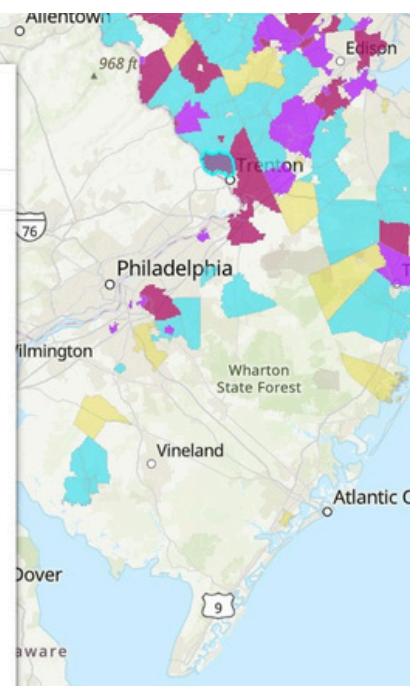 Allentown
Edison
968 ft
Trenton
76
Philadelphia
Wilmington
Wharton
State Forest
Vineland
Atlantic C
Dover
9
aware